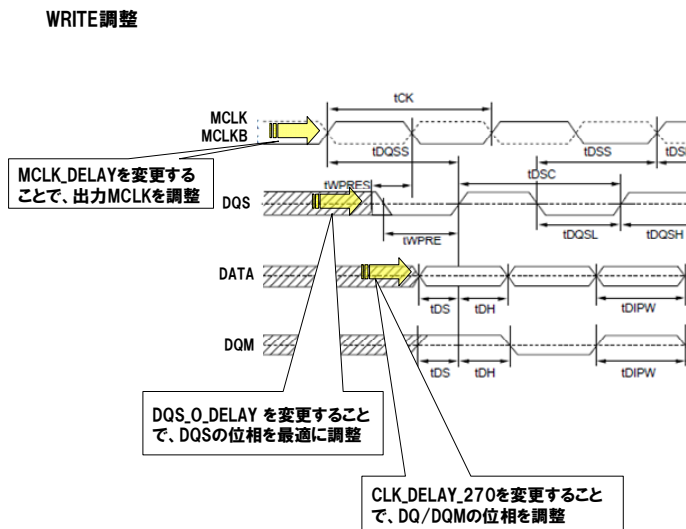 WRITE調整
tCK
MCLK
MCLKB
tDQSS
tDSS
MCLK_DELAYを変更する
ことで、出力MCLKを調整
tWPRES
tDSC
DQS
tWPRE
tDQSL
tDQSH
DATA
tDS
tDH
tDIPW
DQM
tDS
tDH
tDIPW
DQS_O_DELAY を変更すること
で、DQSの位相を最適に調整
CLK_DELAY_270を変更すること
で、DQ/DQMの位相を調整